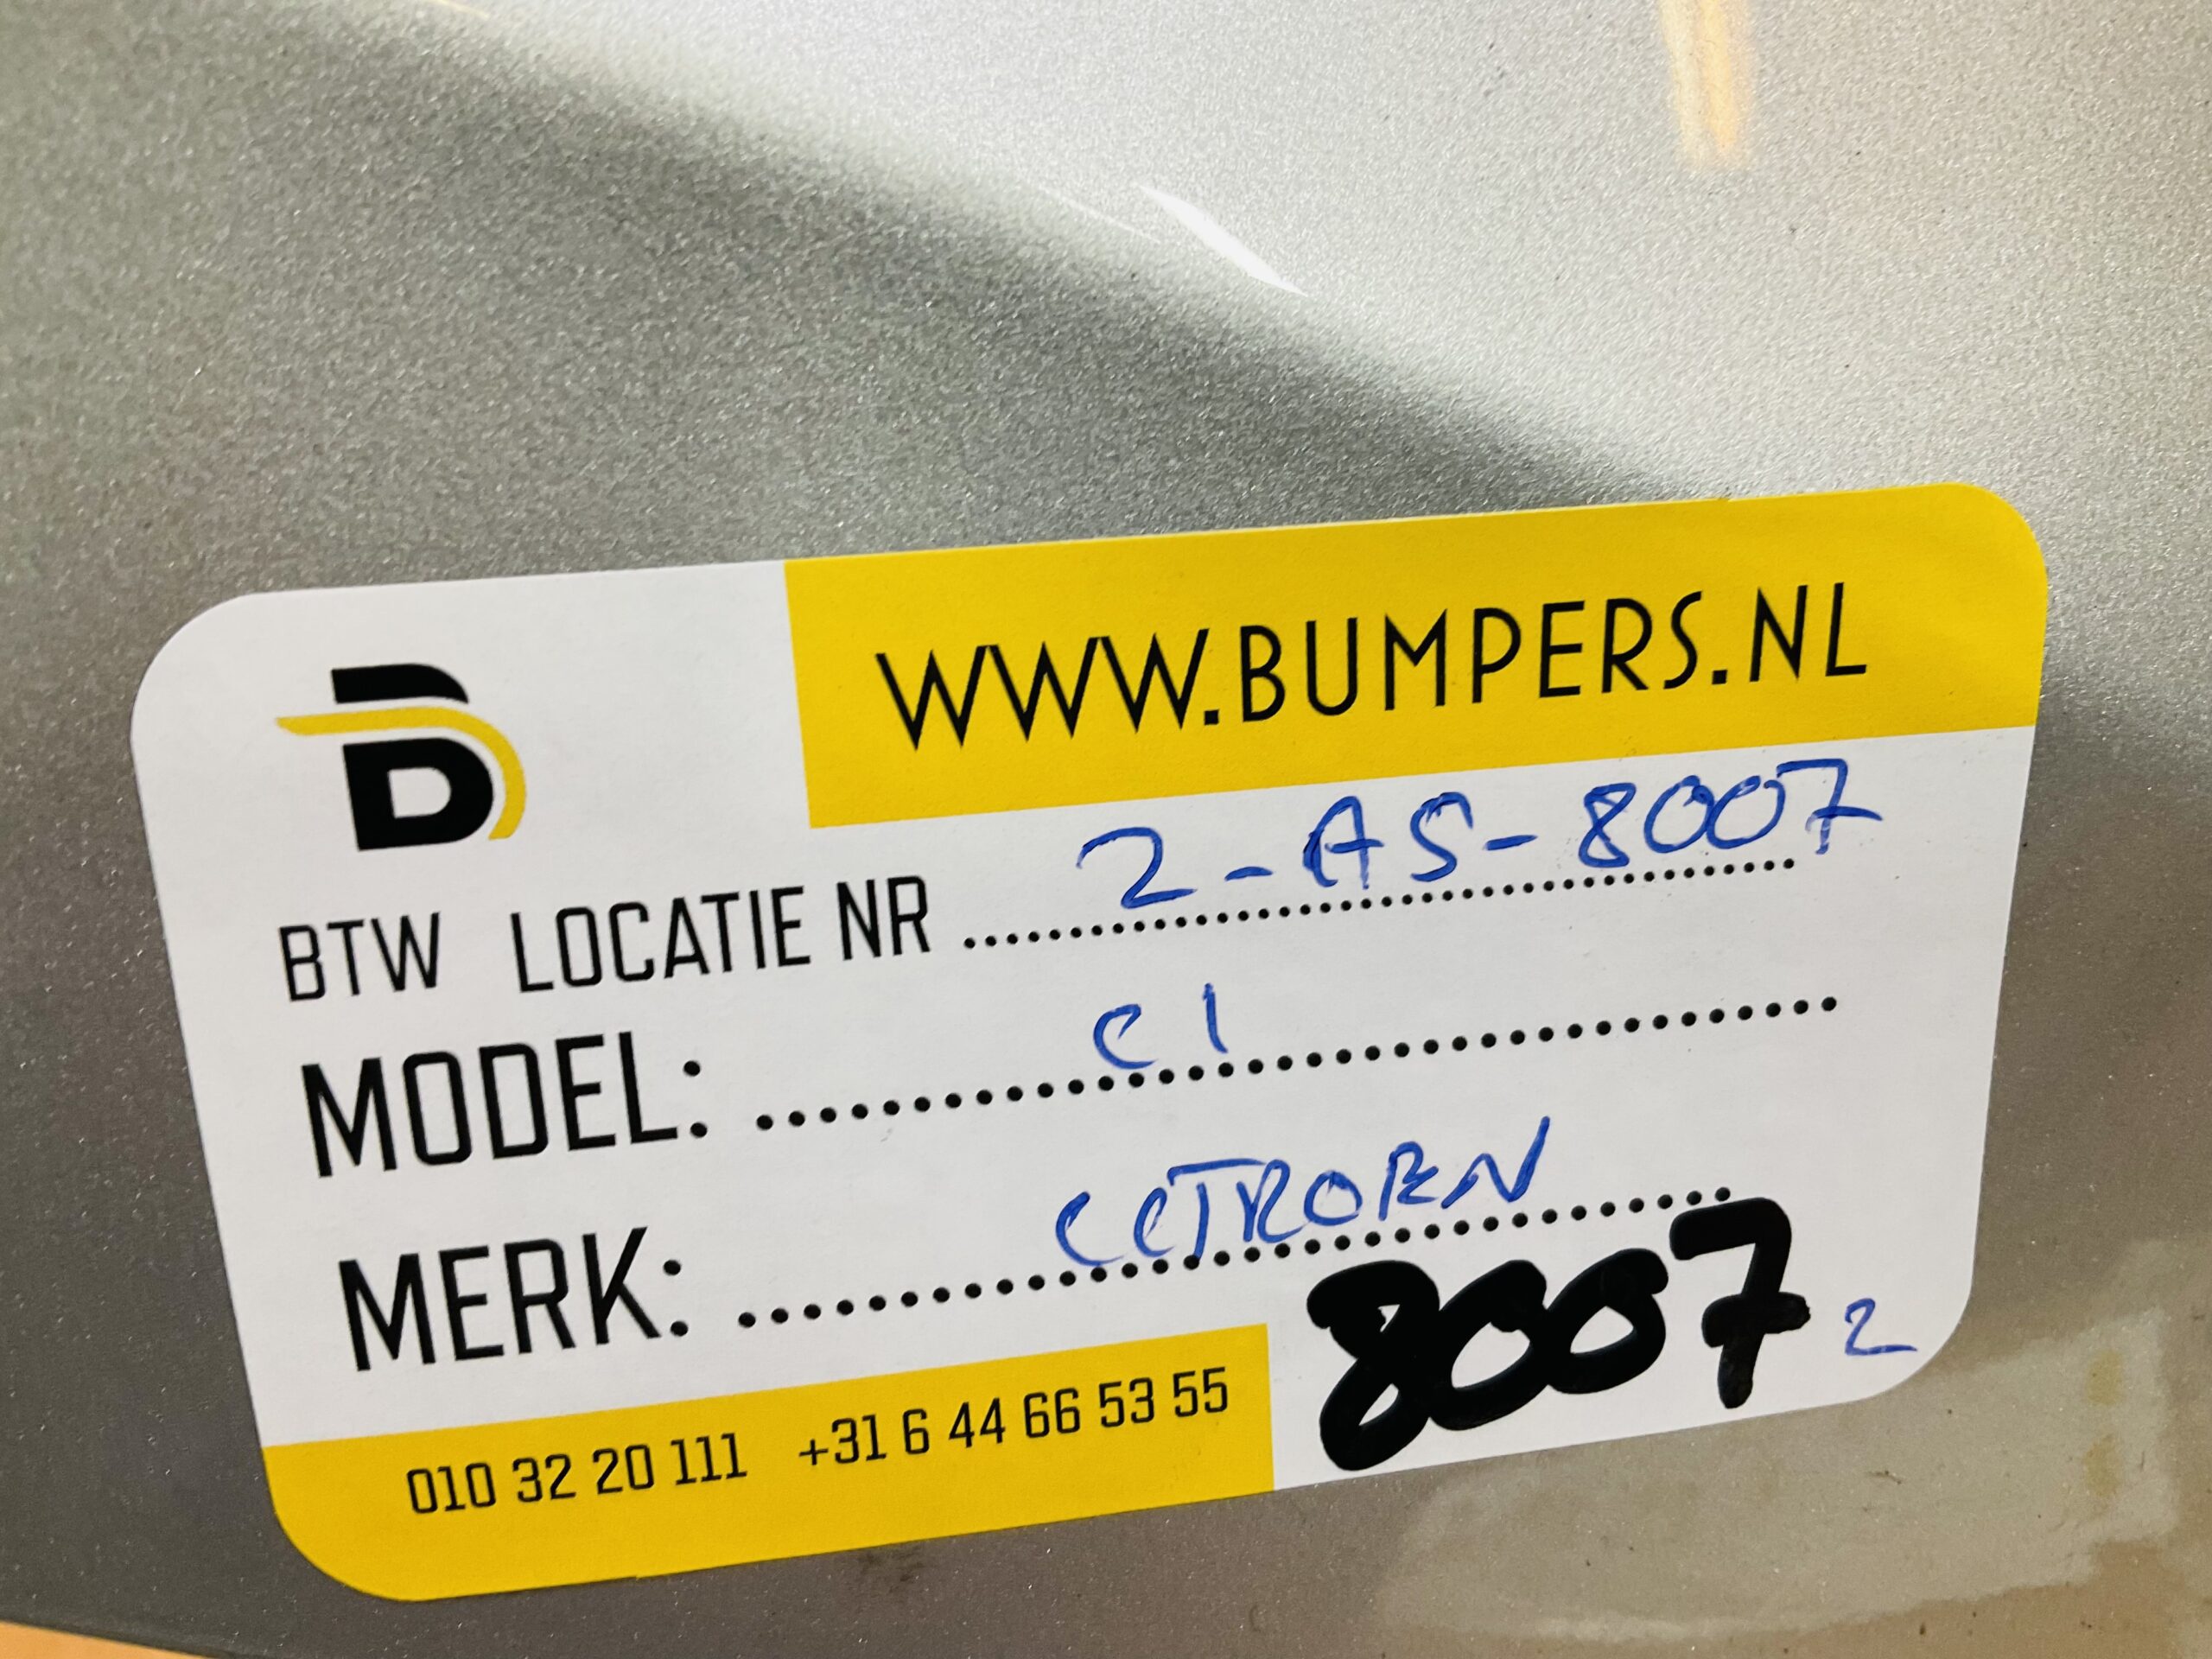 B
WWW.BUMPERS.NL
BTW LOCATIE NR 2-AS-8007
MODEL: C1
MERK: CITROEN
8007 2
010 32 20 111 +31 6 44 66 53 55